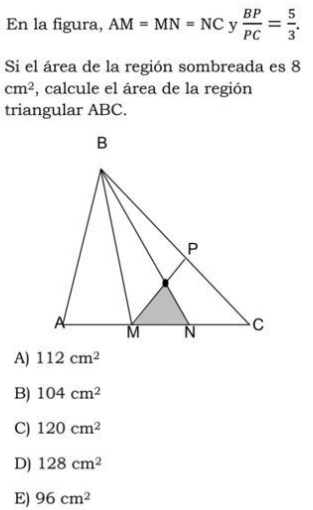 En la figura, AM = MN = NC y BP/PC = 5/3.
Si el área de la región sombreada es 8
cm², calcule el área de la región
triangular ABC.
B
P
A
M
N
C
A) 112 cm²
B) 104 cm²
C) 120 cm²
D) 128 cm²
E) 96 cm²